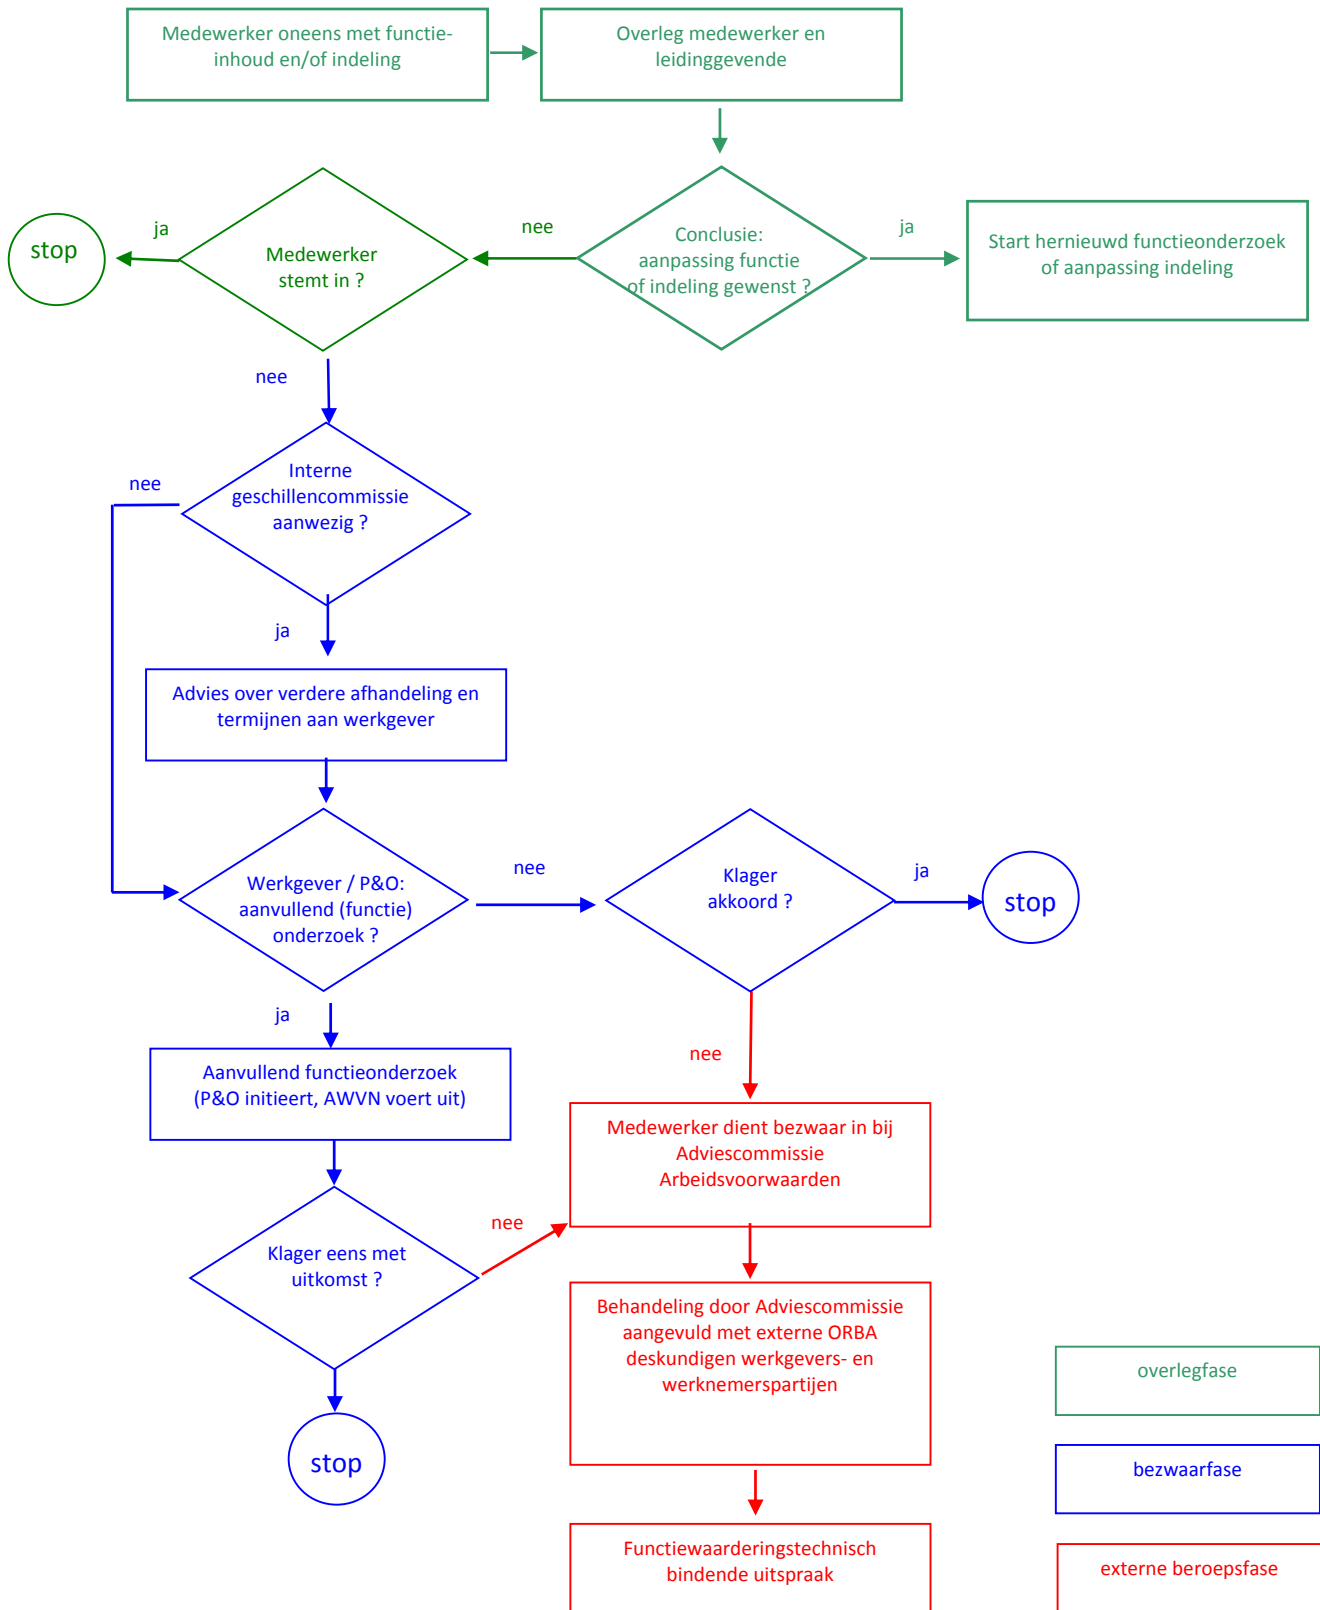 Medewerker oneens met functie-
inhoud en/of indeling
Overleg medewerker en
leidinggevende
stop
ja
Medewerker
stemt in ?
nee
Conclusie:
aanpassing functie
of indeling gewenst ?
ja
Start hernieuwd functieonderzoek
of aanpassing indeling
nee
nee
Interne
geschillencommissie
aanwezig ?
ja
Advies over verdere afhandeling en
termijnen aan werkgever
Werkgever / P&O:
aanvullend (functie)
onderzoek ?
nee
Klager
akkoord ?
ja
stop
ja
nee
Aanvullend functieonderzoek
(P&O initieert, AWVN voert uit)
Medewerker dient bezwaar in bij
Adviescommissie
Arbeidsvoorwaarden
Klager eens met
uitkomst ?
nee
stop
Behandeling door Adviescommissie
aangevuld met externe ORBA
deskundigen werkgevers- en
werknemerspartijen
Functiewaarderingstechnisch
bindende uitspraak
overlegfase
bezwaarfase
externe beroepsfase